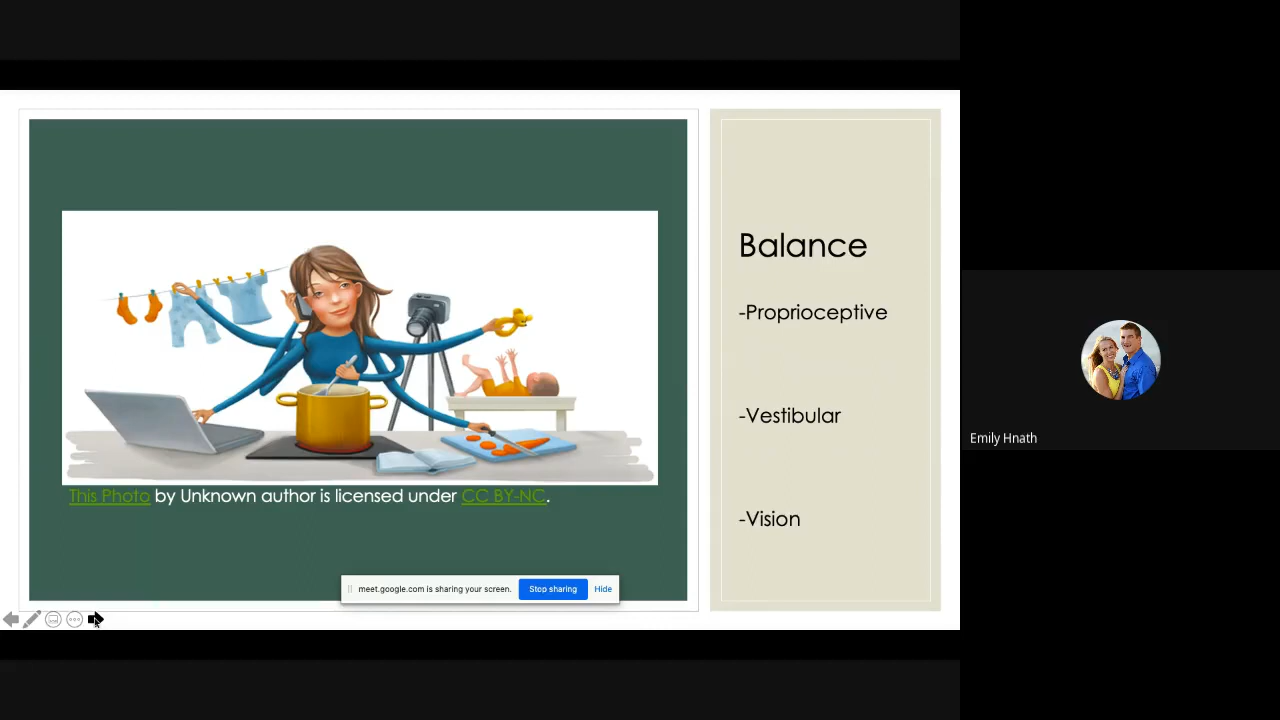 Balance
-Proprioceptive
-Vestibular
-Vision
This Photo by Unknown author is licensed under CC BY-NC.
meet.google.com is sharing your screen. Stop sharing Hide
Emily Hnath